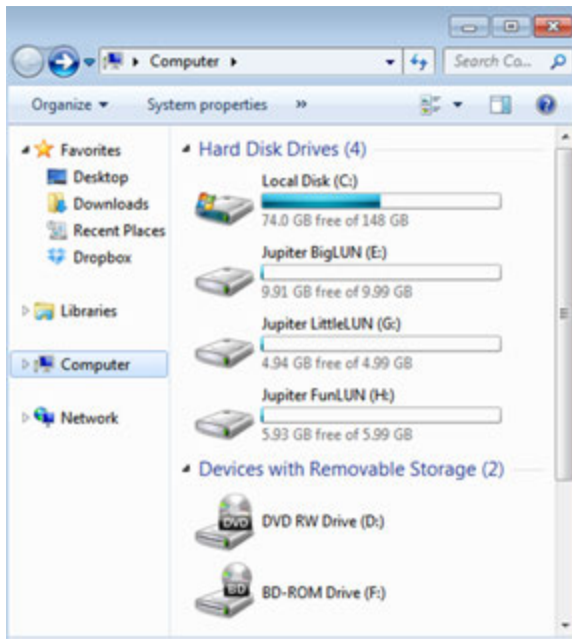 Computer
Search Co...
Organize
System properties
»
Favorites
Desktop
Downloads
Recent Places
Dropbox
Libraries
Computer
Network
Hard Disk Drives (4)
Local Disk (C:)
74.0 GB free of 148 GB
Jupiter BigLUN (E:)
9.91 GB free of 9.99 GB
Jupiter LittleLUN (G:)
4.94 GB free of 4.99 GB
Jupiter FunLUN (H:)
5.93 GB free of 5.99 GB
Devices with Removable Storage (2)
DVD
DVD RW Drive (D:)
BD
BD-ROM Drive (F:)